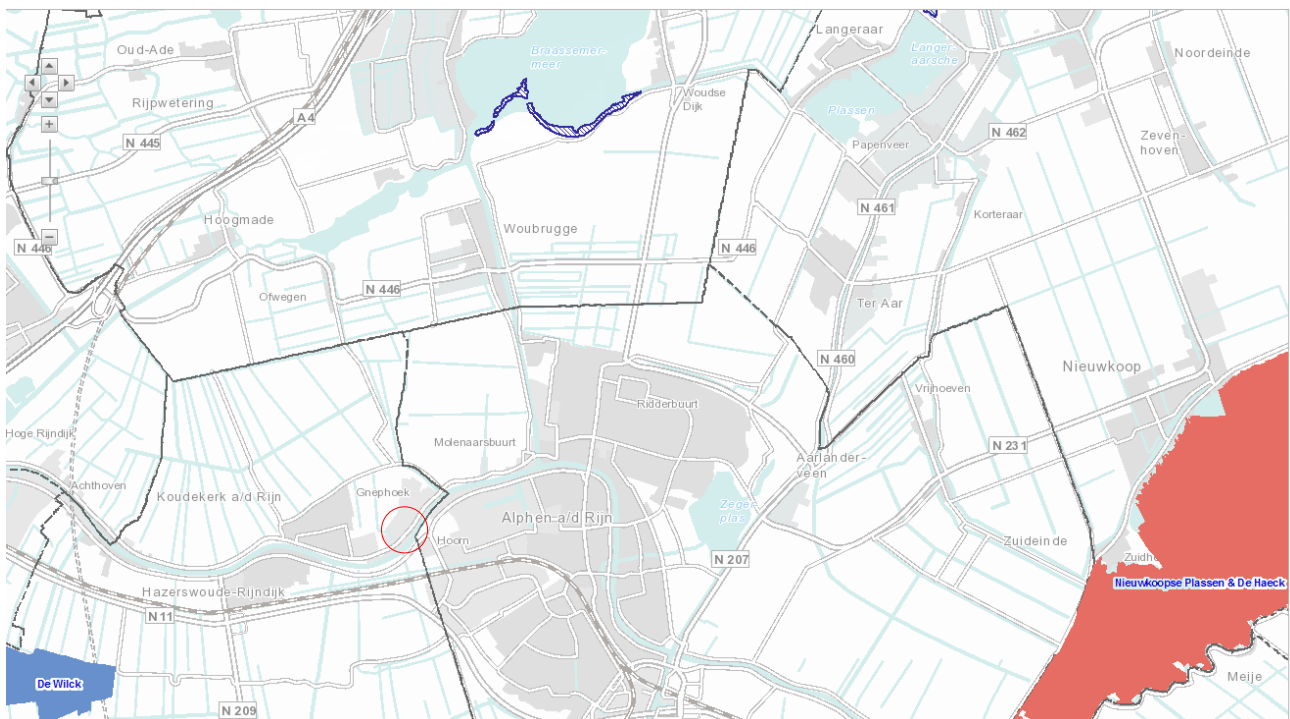 Langeraar
Oud-Ade
Braassemer-
meer
Langer-
aarsche
Noordeinde
Rijpwetering
Woudse
Dijk
Plassen
A4
N 445
N 462
Papenveer
Zeven-
hoven
N 461
Hoogmade
Korteraar
Woubrugge
N 446
N 446
Ofwegen
N 446
Ter Aar
N 460
Nieuwkoop
Vrijhoeven
Ridderbuurt
Hoge Rijndijk
Molenaarsbuurt
N 231
Aarlander-
veen
Achthoven
Koudekerk a/d Rijn
Gnephoek
Zeger-
plas
Alphen a/d Rijn
Hoorn
Zuideinde
N 207
Zuidh
Nieuwkoopse Plassen & De Haeck
Hazerswoude-Rijndijk
N 11
De Wilck
Meije
N 209